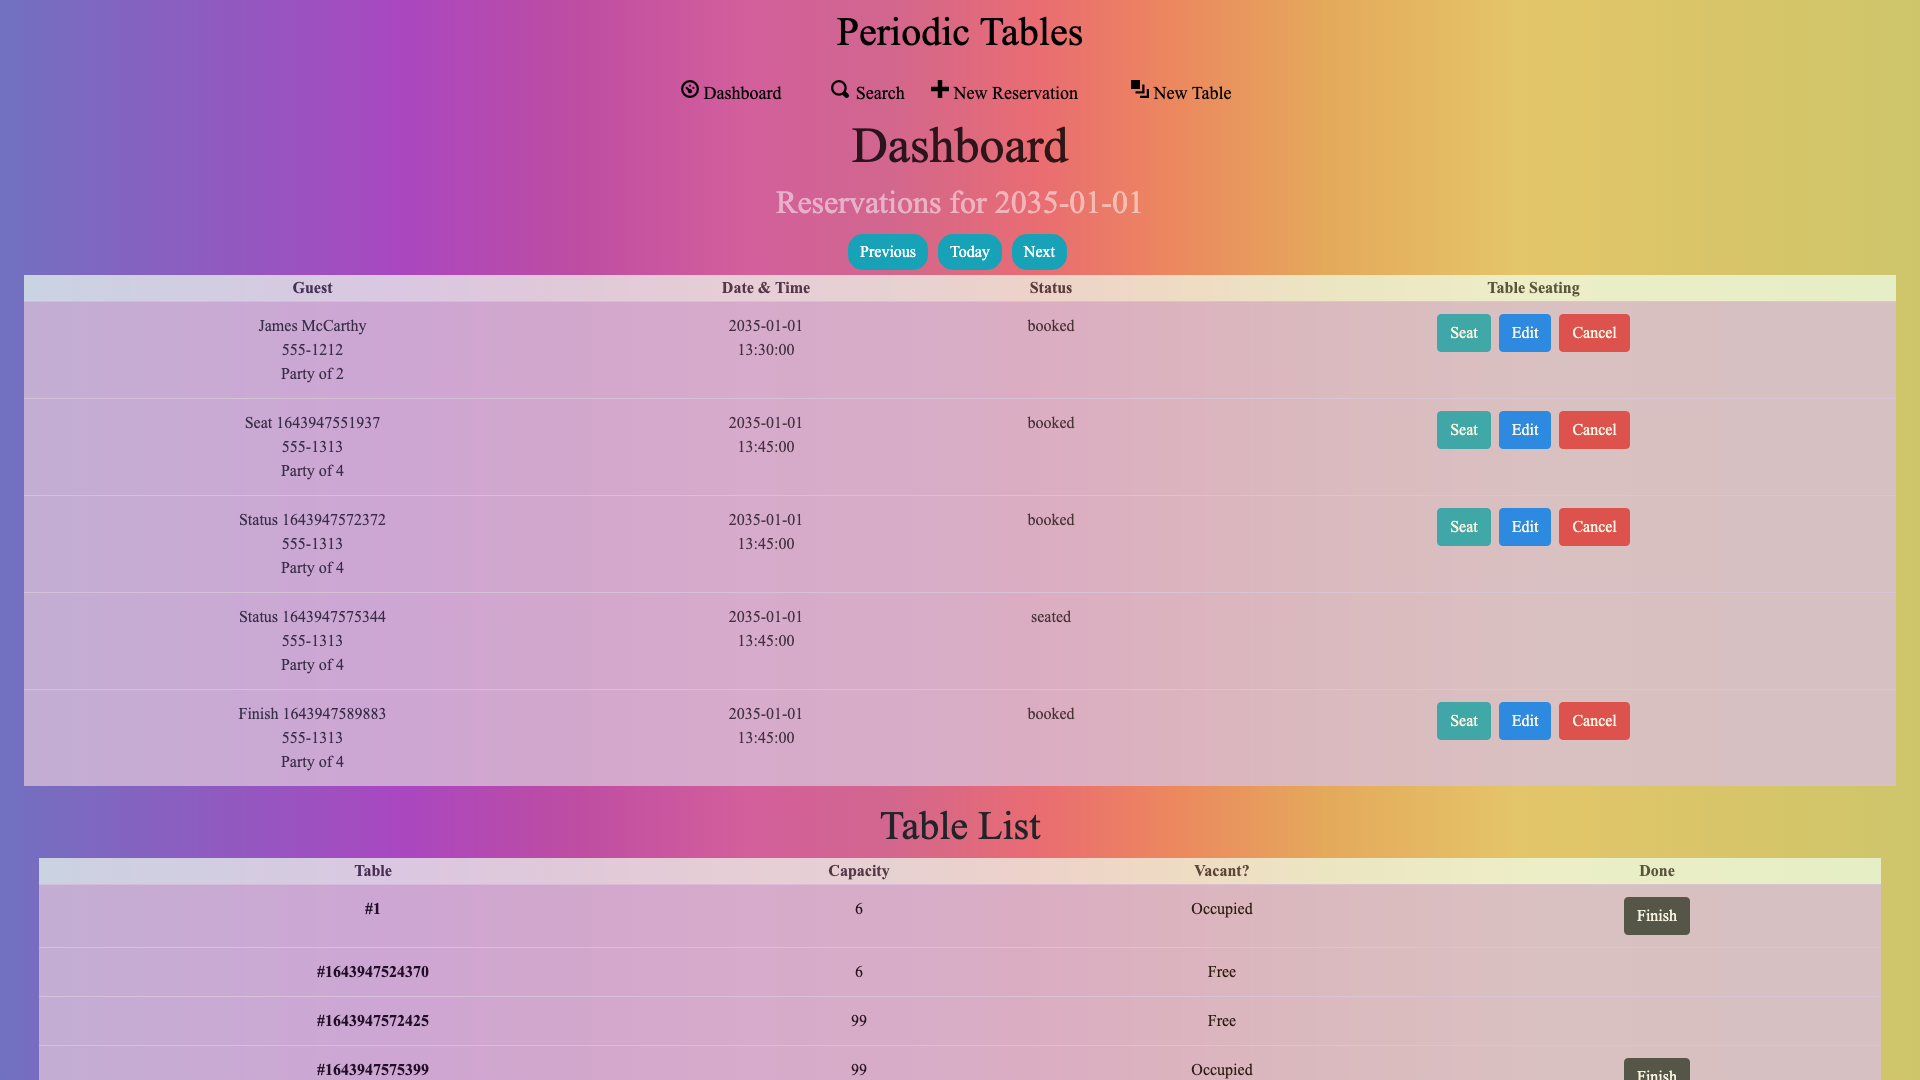 Periodic Tables
Dashboard Search New Reservation New Table
Dashboard
Reservations for 2035-01-01
Previous Today Next
Guest Date & Time Status Table Seating
James McCarthy 2035-01-01 booked Seat Edit Cancel
555-1212 13:30:00
Party of 2
Seat 1643947551937 2035-01-01 booked Seat Edit Cancel
555-1313 13:45:00
Party of 4
Status 1643947572372 2035-01-01 booked Seat Edit Cancel
555-1313 13:45:00
Party of 4
Status 1643947575344 2035-01-01 seated
555-1313 13:45:00
Party of 4
Finish 1643947589883 2035-01-01 booked Seat Edit Cancel
555-1313 13:45:00
Party of 4
Table List
Table Capacity Vacant? Done
#1 6 Occupied Finish
#1643947524370 6 Free
#1643947572425 99 Free
#1643947575399 99 Occupied Finish